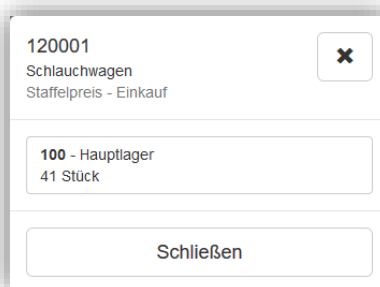 120001
Schlauchwagen
Staffelpreis - Einkauf
100 - Hauptlager
41 Stück
Schließen